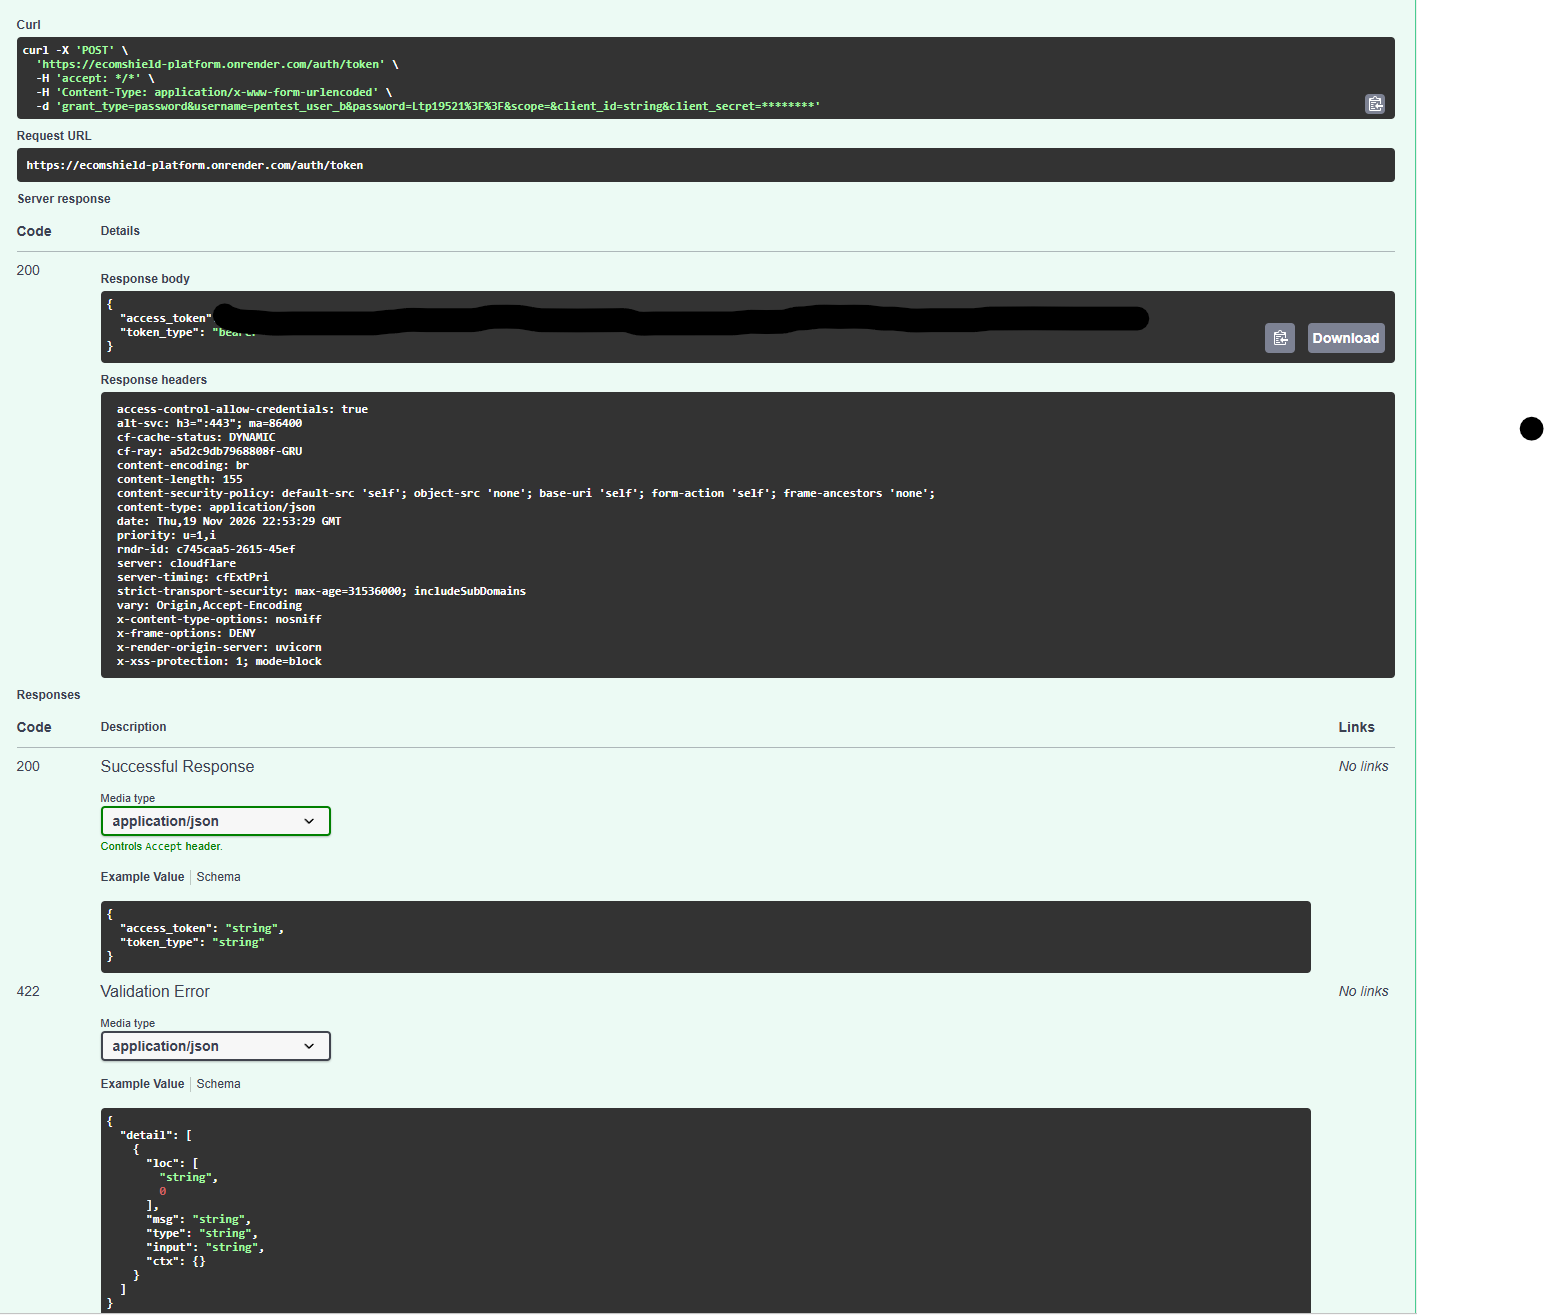 Curl
curl -X 'POST' \
'https://ecomshield-platform.onrender.com/auth/token' \
-H 'accept: */*' \
-H 'Content-Type: application/x-www-form-urlencoded' \
-d 'grant_type=password&username=pentest_user_b&password=Ltp19521%3F%3F&scope=&client_id=string&client_secret=********'
Request URL
https://ecomshield-platform.onrender.com/auth/token
Server response
Code Details
200
Response body
{
"access_token"
"token_type":
}
Download
Response headers
access-control-allow-credentials: true
alt-svc: h3=":443"; ma=86400
cf-cache-status: DYNAMIC
cf-ray: a5d2c9db7968808f-GRU
content-encoding: br
content-length: 155
content-security-policy: default-src 'self'; object-src 'none'; base-uri 'self'; form-action 'self'; frame-ancestors 'none';
content-type: application/json
date: Thu,19 Nov 2026 22:53:29 GMT
priority: u=1,i
rndr-id: c745caa5-2615-45ef
server: cloudflare
server-timing: cfExtPri
strict-transport-security: max-age=31536000; includeSubDomains
vary: Origin,Accept-Encoding
x-content-type-options: nosniff
x-frame-options: DENY
x-render-origin-server: uvicorn
x-xss-protection: 1; mode=block
Responses
Code Description Links
200 Successful Response No links
Media type
application/json
Controls Accept header.
Example Value Schema
{
"access_token": "string",
"token_type": "string"
}
422 Validation Error No links
Media type
application/json
Example Value Schema
{
"detail": [
{
"loc": [
"string",
0
],
"msg": "string",
"type": "string",
"input": "string",
"ctx": {}
}
]
}